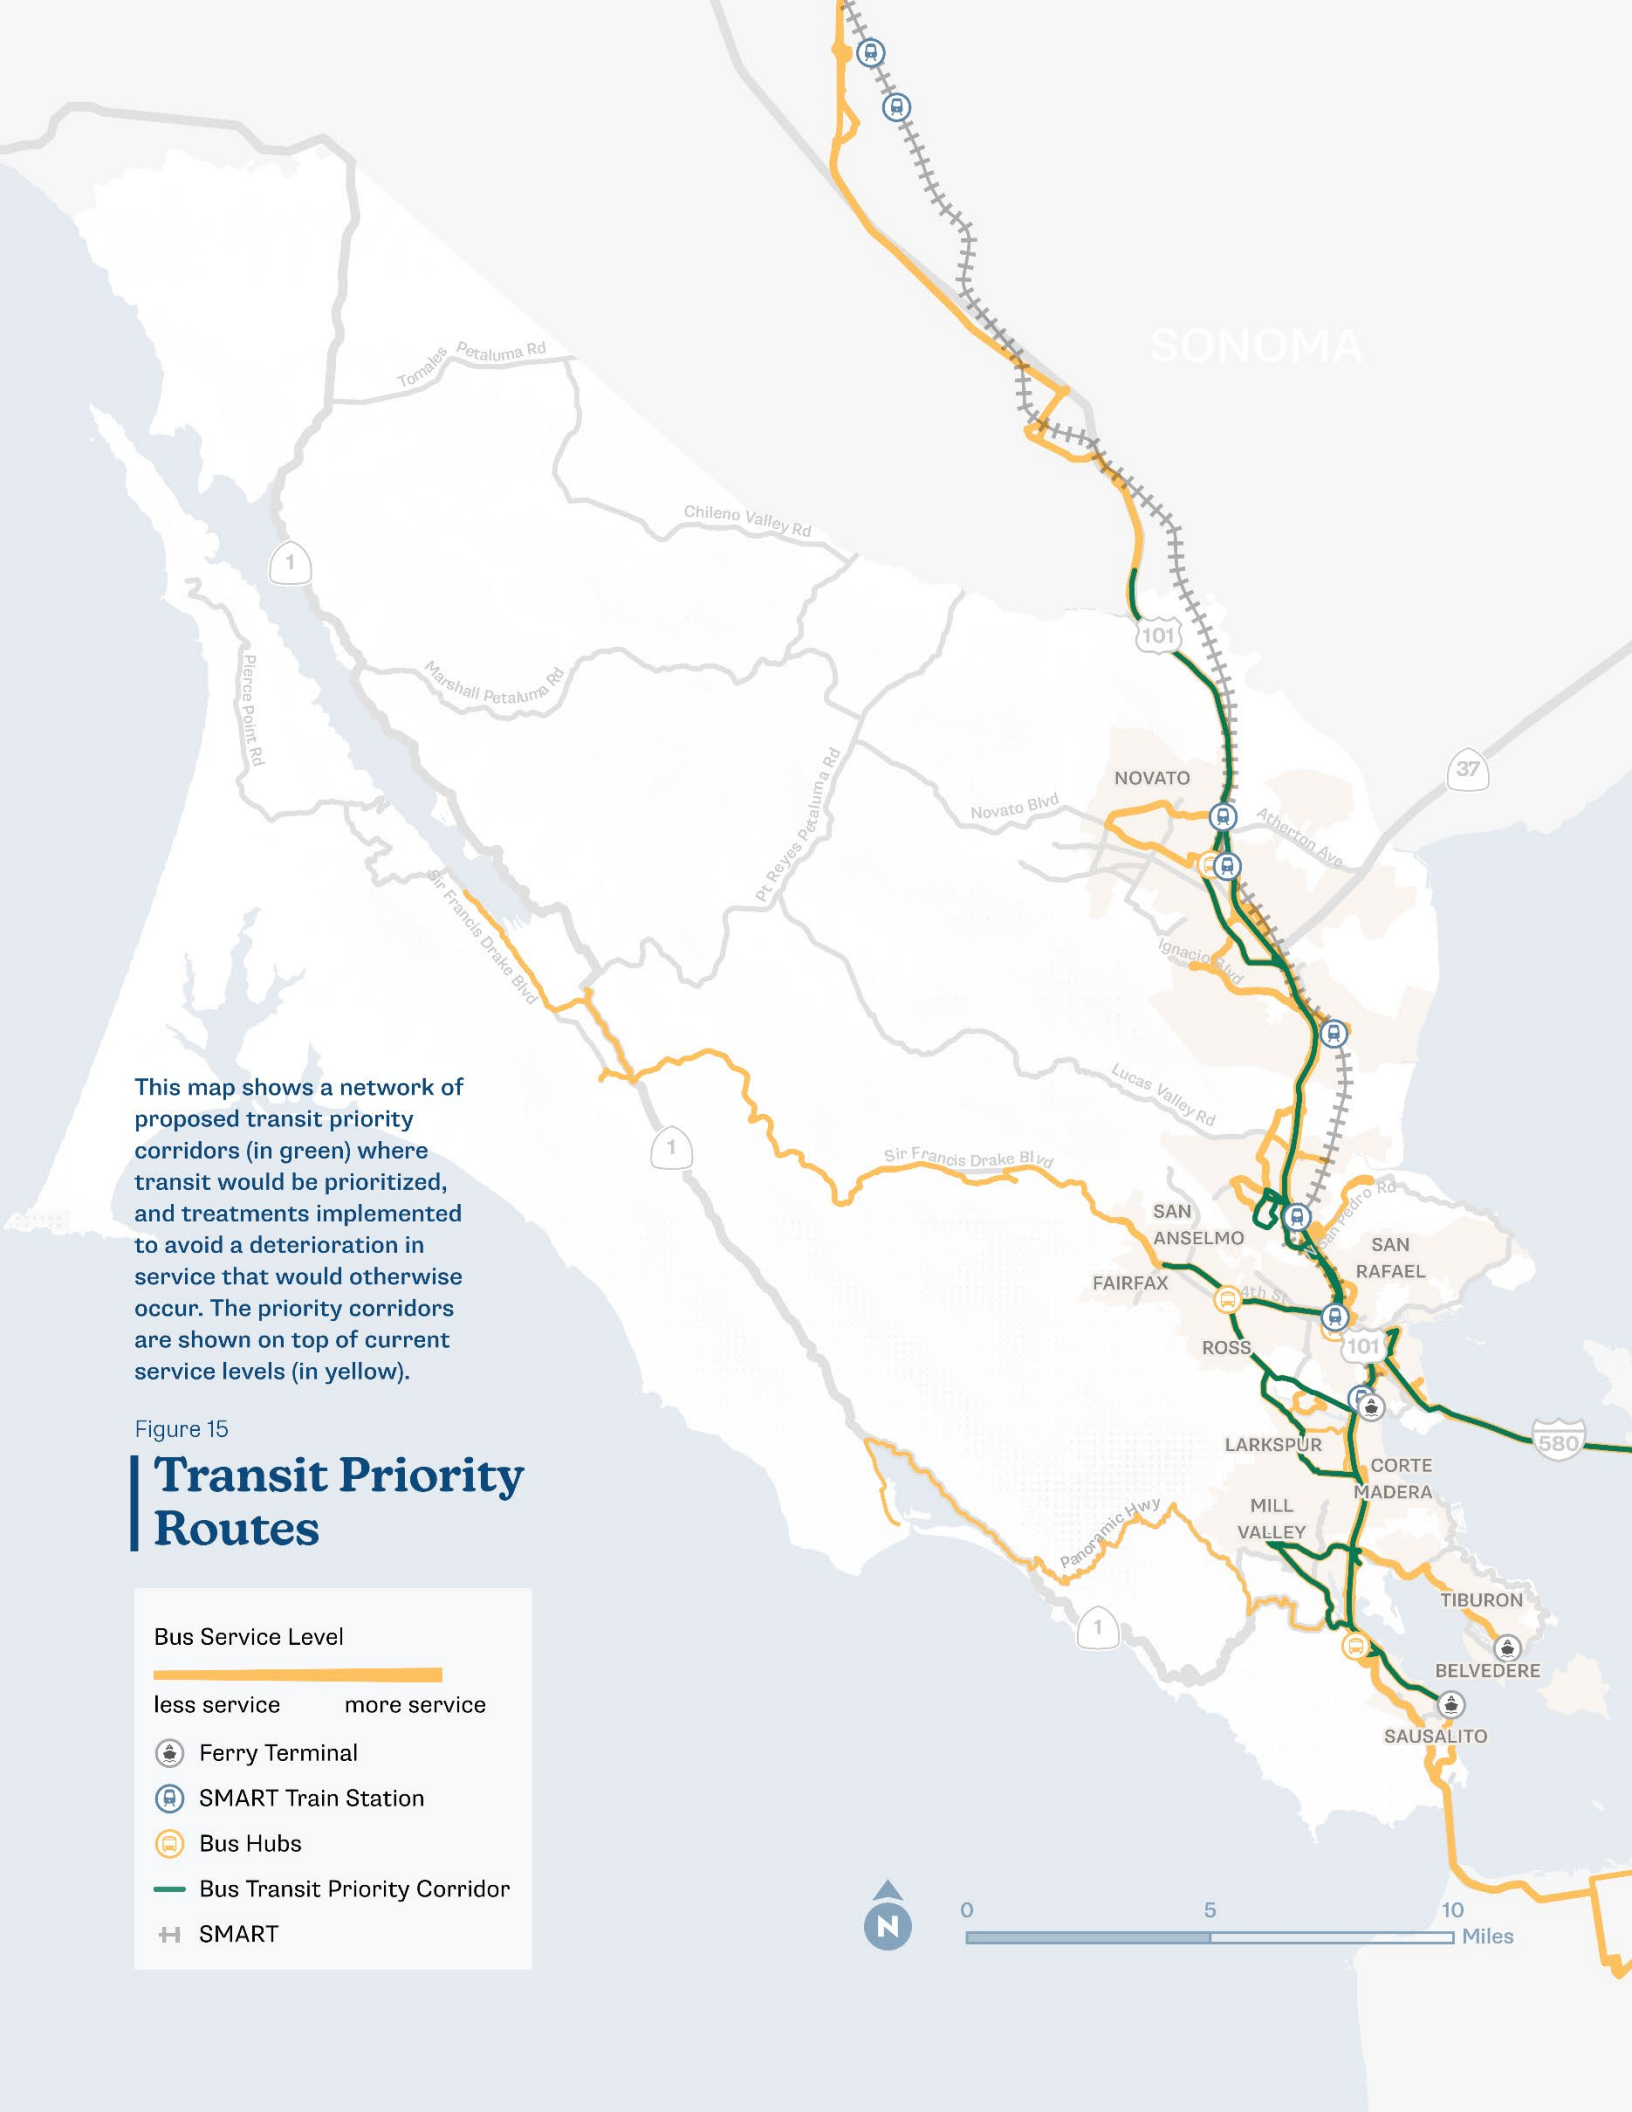 SONOMA
Tomales Petaluma Rd
Chileno Valley Rd
1
101
Marshall Petaluma Rd
Pierce Point Rd
37
NOVATO
Novato Blvd
Atherton Ave
Pt Reyes Petaluma Rd
Sir Francis Drake Blvd
Ignacio Blvd
Lucas Valley Rd
1
Sir Francis Drake Blvd
N San Pedro Rd
SAN
ANSELMO
SAN
RAFAEL
FAIRFAX
4th St
ROSS
101
580
LARKSPUR
CORTE
MADERA
MILL
VALLEY
Panoramic Hwy
TIBURON
1
BELVEDERE
SAUSALITO
This map shows a network of
proposed transit priority
corridors (in green) where
transit would be prioritized,
and treatments implemented
to avoid a deterioration in
service that would otherwise
occur. The priority corridors
are shown on top of current
service levels (in yellow).
Figure 15
Transit Priority
Routes
Bus Service Level
less service more service
Ferry Terminal
SMART Train Station
Bus Hubs
Bus Transit Priority Corridor
SMART
N
0 5 10
Miles